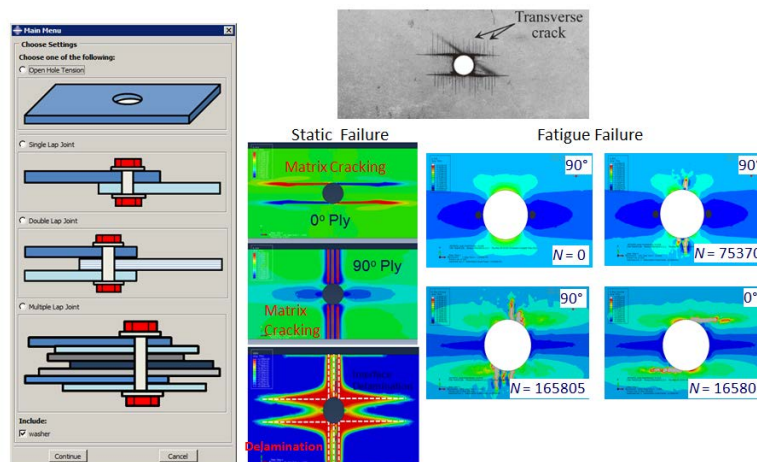 Main Menu
Choose Settings
Choose one of the following:
Open Hole Tension
Single Lap Joint
Double Lap Joint
Multiple Lap Joint
Include:
washer
Continue
Cancel
Transverse
crack
Static Failure
Matrix Cracking
0° Ply
90° Ply
Matrix
Cracking
Delamination
Fatigue Failure
90°
N = 0
90°
N = 75370
90°
N = 165805
0°
N = 16580